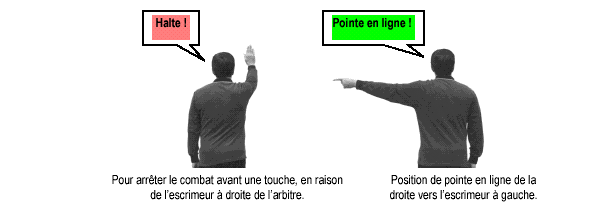 Halte !
Pointe en ligne !
Pour arrêter le combat avant une touche, en raison
de l'escrimeur à droite de l'arbitre.
Position de pointe en ligne de la
droite vers l'escrimeur à gauche.